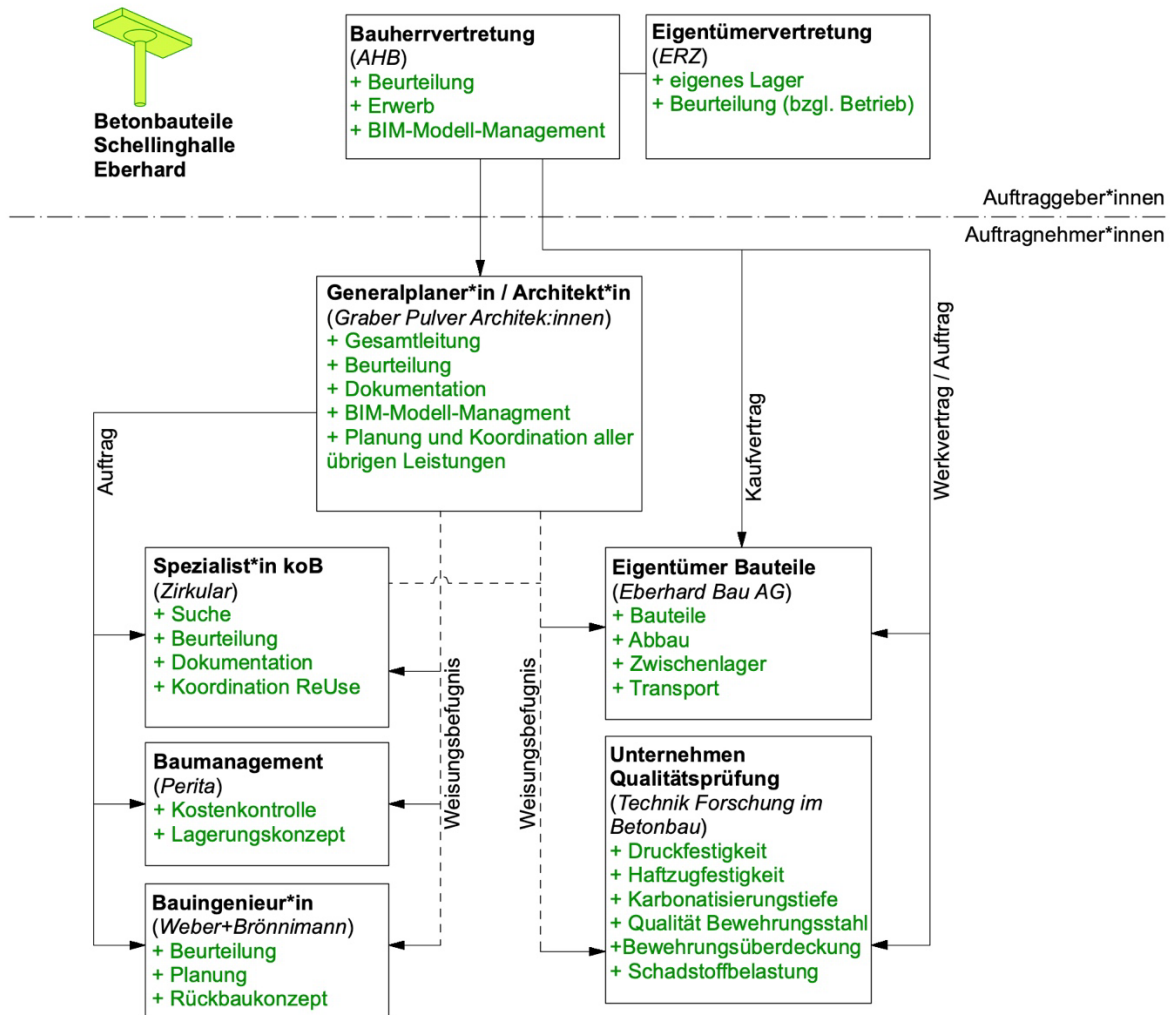 Betonbauteile
Schellinghalle
Eberhard
Bauherrvertretung
(AHB)
+ Beurteilung
+ Erwerb
+ BIM-Modell-Management
Eigentümervertretung
(ERZ)
+ eigenes Lager
+ Beurteilung (bzgl. Betrieb)
Auftraggeber*innen
Auftragnehmer*innen
Generalplaner*in / Architekt*in
(Graber Pulver Architek:innen)
+ Gesamtleitung
+ Beurteilung
+ Dokumentation
+ BIM-Modell-Managment
+ Planung und Koordination aller
übrigen Leistungen
Auftrag
Kaufvertrag
Werkvertrag / Auftrag
Spezialist*in koB
(Zirkular)
+ Suche
+ Beurteilung
+ Dokumentation
+ Koordination ReUse
Baumanagement
(Perita)
+ Kostenkontrolle
+ Lagerungskonzept
Bauingenieur*in
(Weber+Brönnimann)
+ Beurteilung
+ Planung
+ Rückbaukonzept
Weisungsbefugnis
Weisungsbefugnis
Eigentümer Bauteile
(Eberhard Bau AG)
+ Bauteile
+ Abbau
+ Zwischenlager
+ Transport
Unternehmen
Qualitätsprüfung
(Technik Forschung im
Betonbau)
+ Druckfestigkeit
+ Haftzugfestigkeit
+ Karbonatisierungstiefe
+ Qualität Bewehrungsstahl
+Bewehrungsüberdeckung
+ Schadstoffbelastung